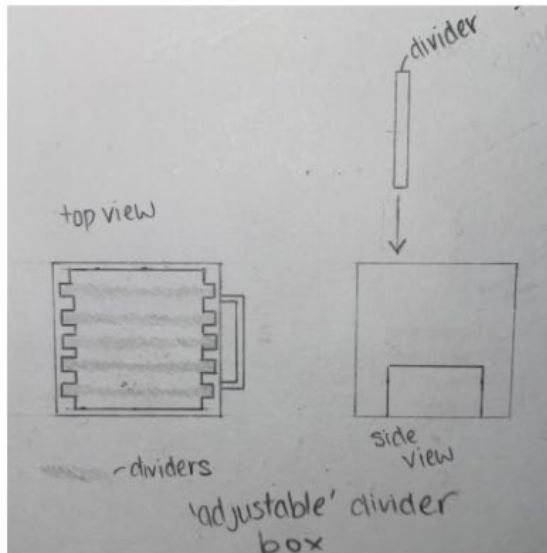 divider
top view
side
view
-dividers
'adjustable' divider
box